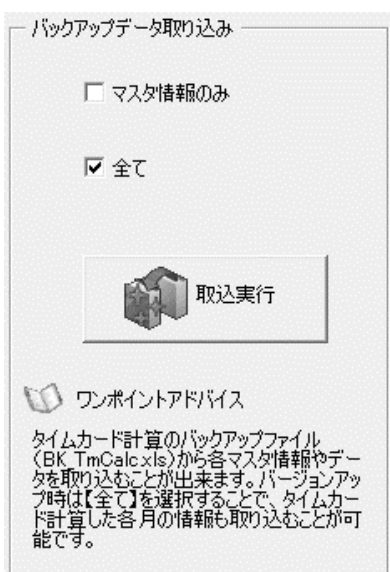 バックアップデータ取り込み
マスタ情報のみ
全て
取込実行
ワンポイントアドバイス
タイムカード計算のバックアップファイル
(BK_TmCalc.xls)から各マスタ情報やデー
タを取り込むことが出来ます。バージョンアッ
プ時は【全て】を選択することで、タイムカー
ド計算した各月の情報も取り込むことが可
能です。